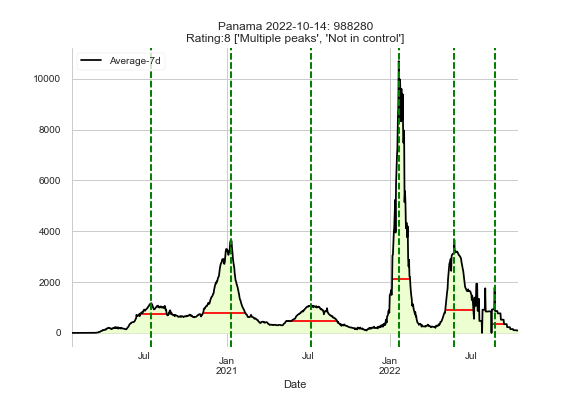 Panama 2022-10-14: 988280
Rating:8 ['Multiple peaks', 'Not in control']
Average-7d
10000
8000
6000
4000
2000
0
Jul
Jan
2021
Jul
Jan
2022
Jul
Date